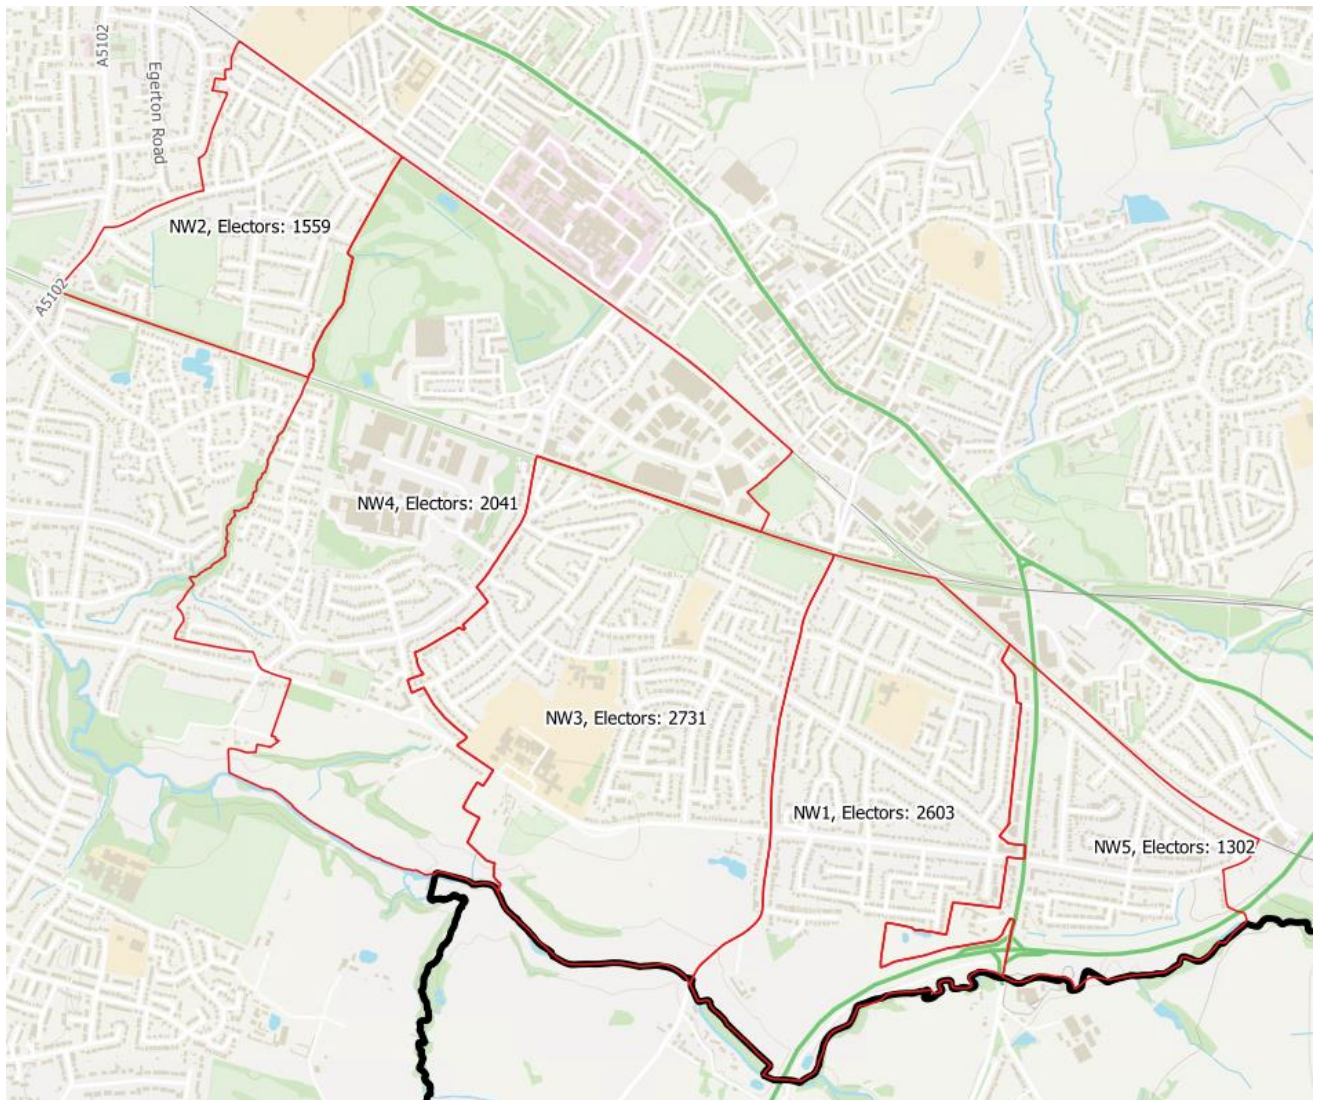 A5102
Egerton Road
NW2, Electors: 1559
A5102
NW4, Electors: 2041
NW3, Electors: 2731
NW1, Electors: 2603
NW5, Electors: 1302